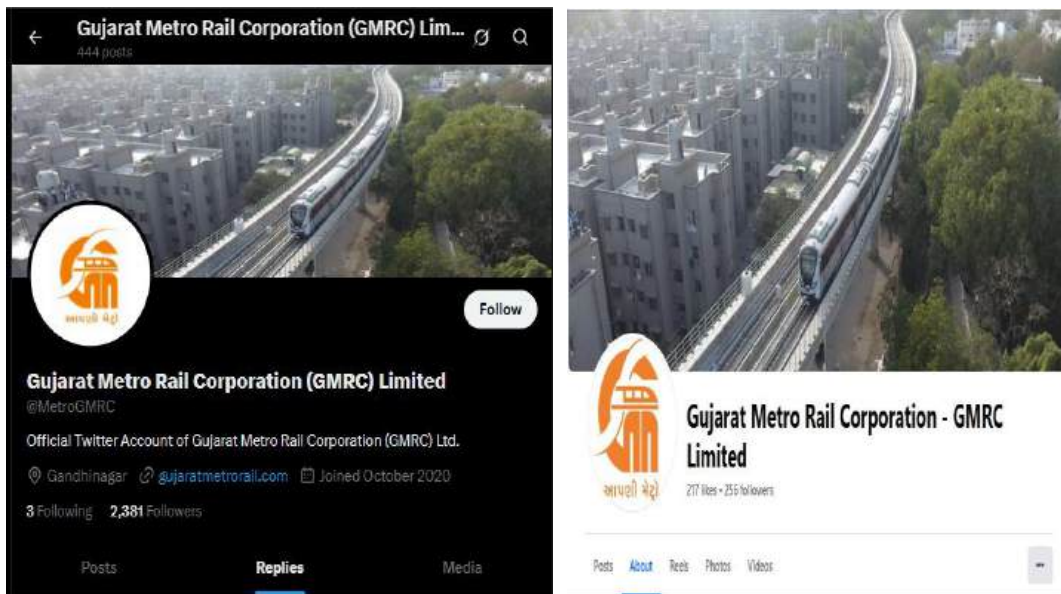 Gujarat Metro Rail Corporation (GMRC) Lim...
444 posts
આપણી મેટ્રો
Follow
Gujarat Metro Rail Corporation (GMRC) Limited
@MetroGMRC
Official Twitter Account of Gujarat Metro Rail Corporation (GMRC) Ltd.
Gandhinagar gujaratmetrorail.com Joined October 2020
3 Following 2,381 Followers
Posts Replies Media
આપણી મેટ્રો
Gujarat Metro Rail Corporation - GMRC
Limited
217 likes • 256 followers
Posts About Reels Photos Videos